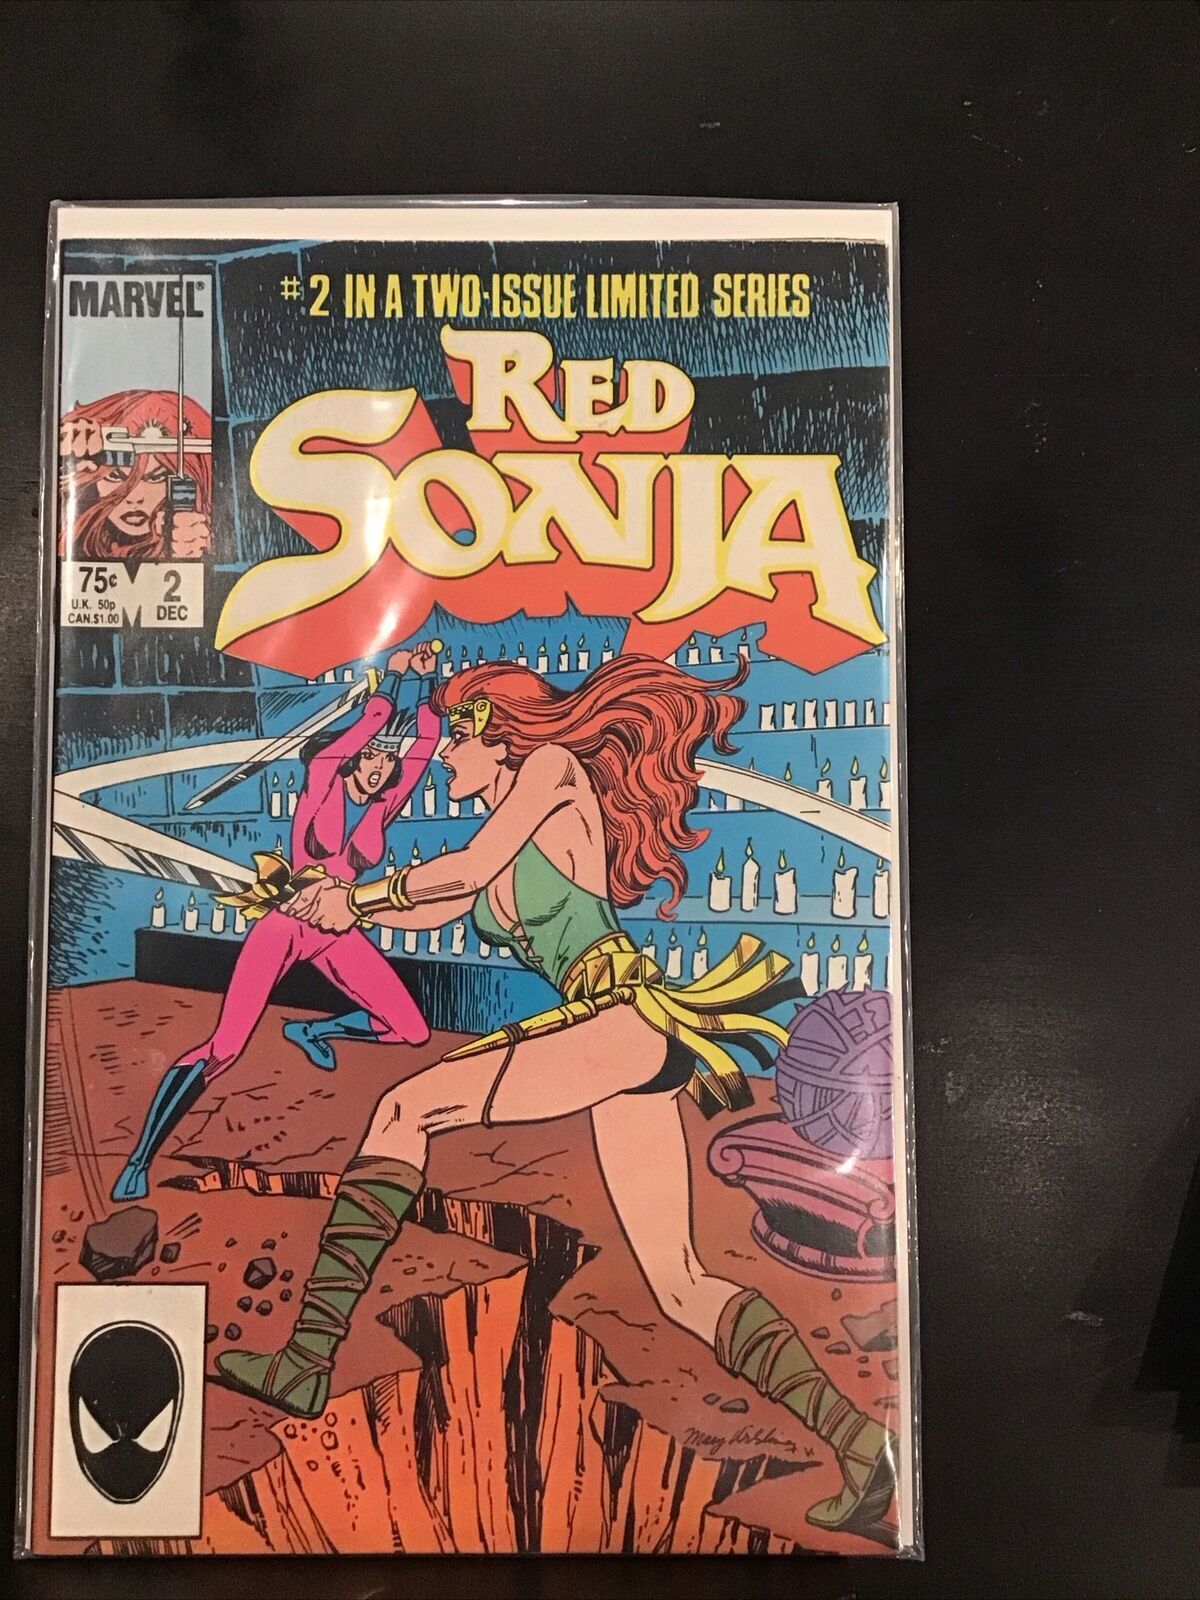 #2 IN A TWO-ISSUE LIMITED SERIES
MARVEL®
RED
SONJA
75¢
U.K. 50p
CAN.$1.00
M
2
DEC